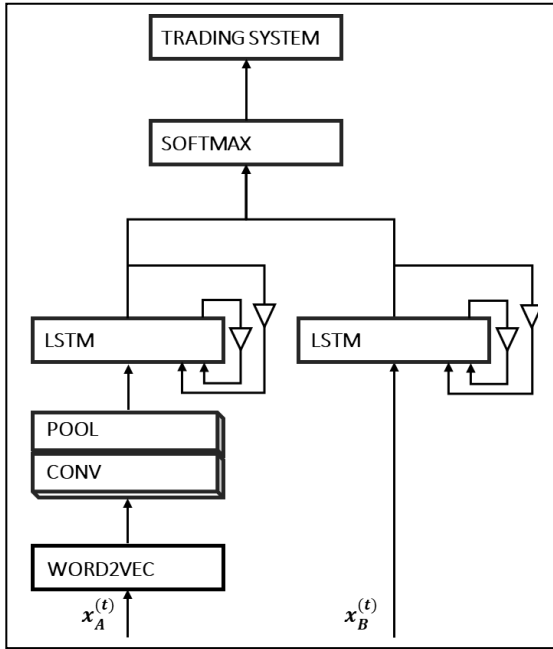 TRADING SYSTEM
SOFTMAX
LSTM LSTM
POOL
CONV
WORD2VEC
x_A^(t) x_B^(t)